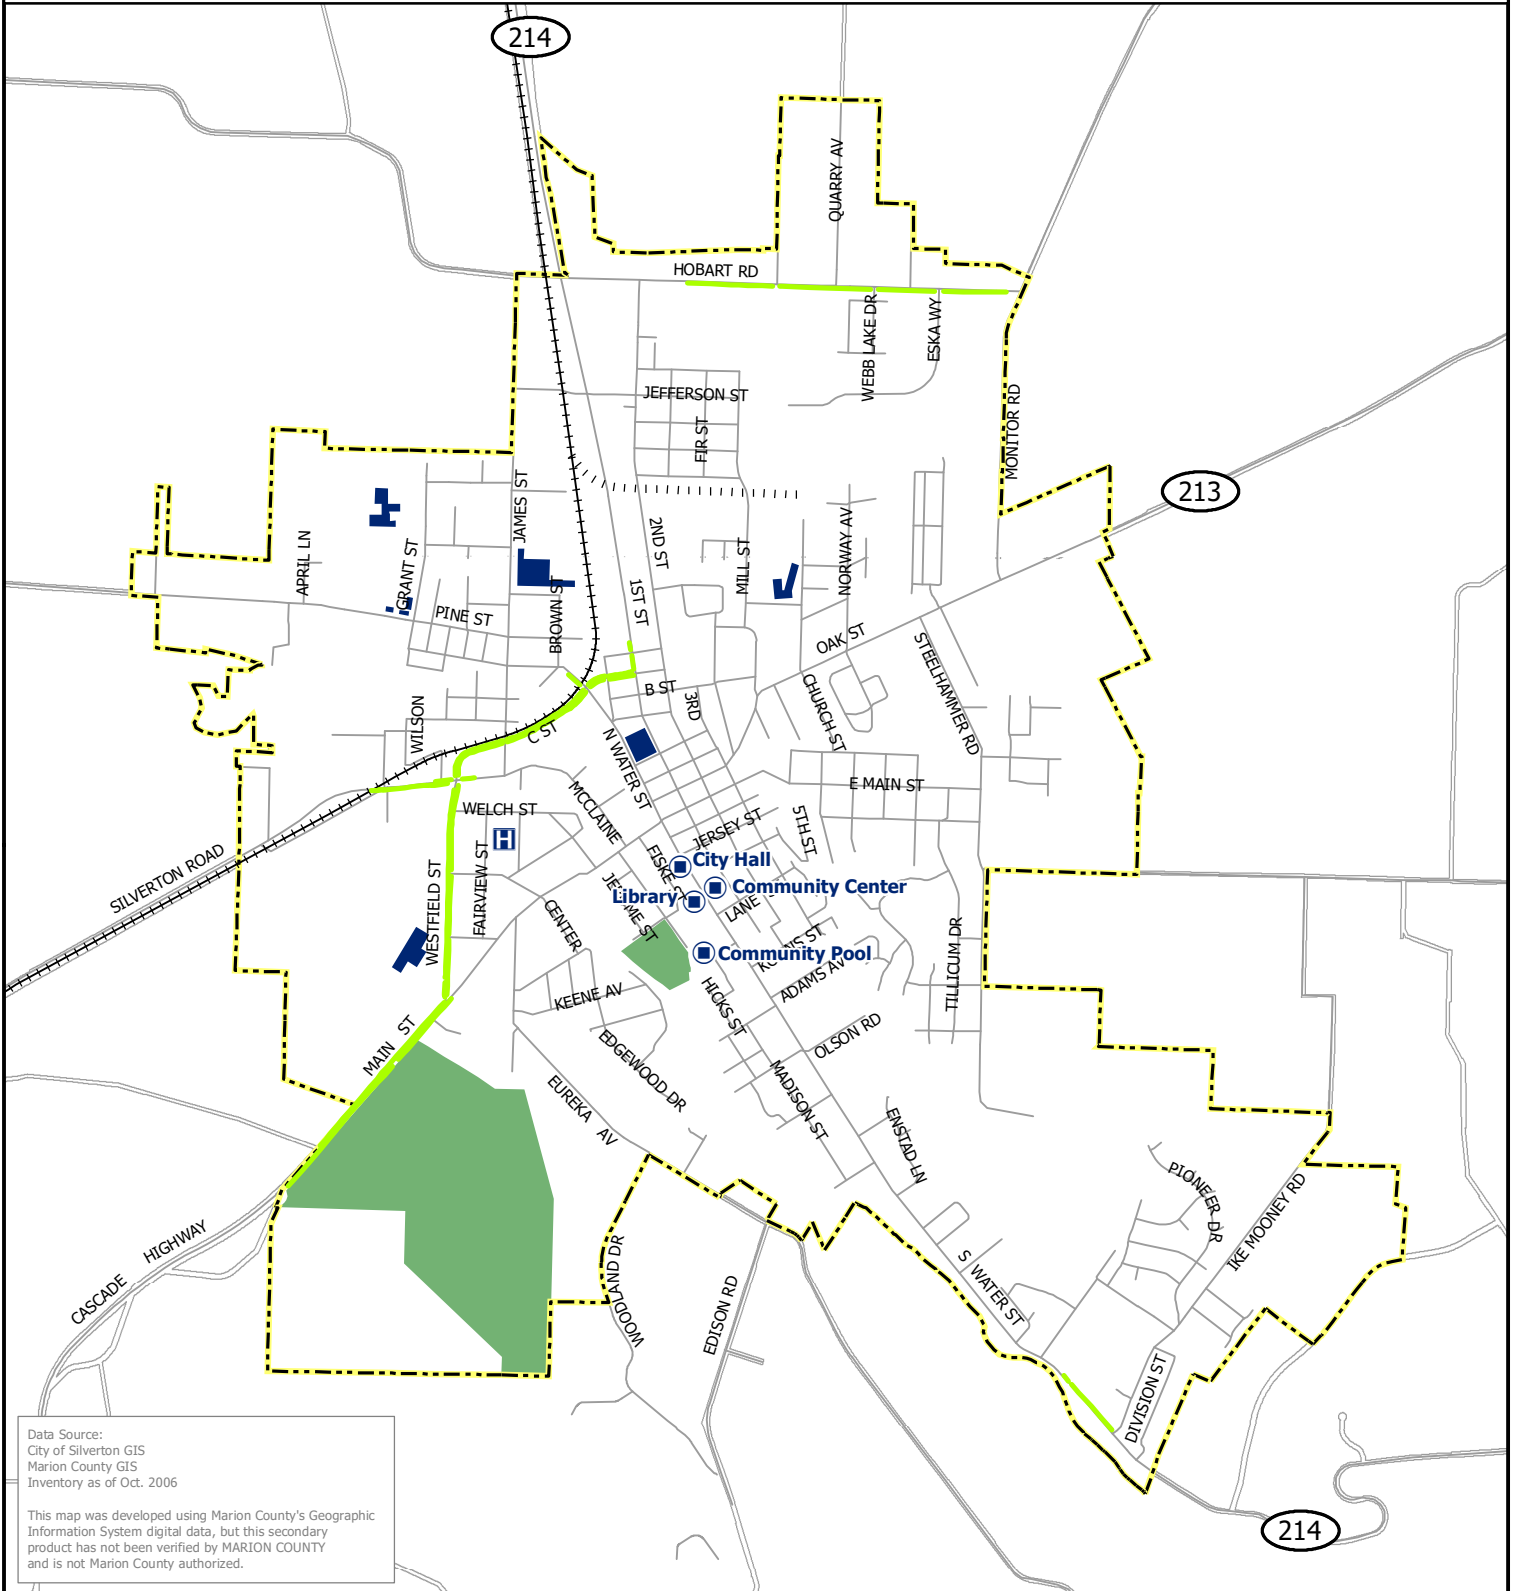 214
QUARRY AV
HOBART RD
WEBB LAKE DR
ESKA WY
JEFFERSON ST
FIR ST
MONITOR RD
213
JAMES ST
2ND ST
MILL ST
NORWAY AV
APRIL LN
GRANT ST
1ST ST
PINE ST
BROWN ST
OAK ST
STEELHAMMER RD
B ST
3RD
CHURCH ST
WILSON
C ST
N WATER ST
E MAIN ST
MCCLAINE
WELCH ST
JERSEY ST
5TH ST
H
SILVERTON ROAD
FISKE ST
City Hall
Community Center
Library
WESTFIELD ST
FAIRVIEW ST
JEROME ST
LANE
CENTER
Community Pool
ADAMS AV
TILLICUM DR
KEENE AV
HICKS ST
MAIN ST
OLSON RD
EDGEWOOD DR
EUREKA AV
MADISON ST
ENSTAD LN
PIONEER DR
IKE MOONEY RD
CASCADE HIGHWAY
WOODLAND DR
EDISON RD
S WATER ST
DIVISION ST
Data Source:
City of Silverton GIS
Marion County GIS
Inventory as of Oct. 2006
This map was developed using Marion County's Geographic
Information System digital data, but this secondary
product has not been verified by MARION COUNTY
and is not Marion County authorized.
214